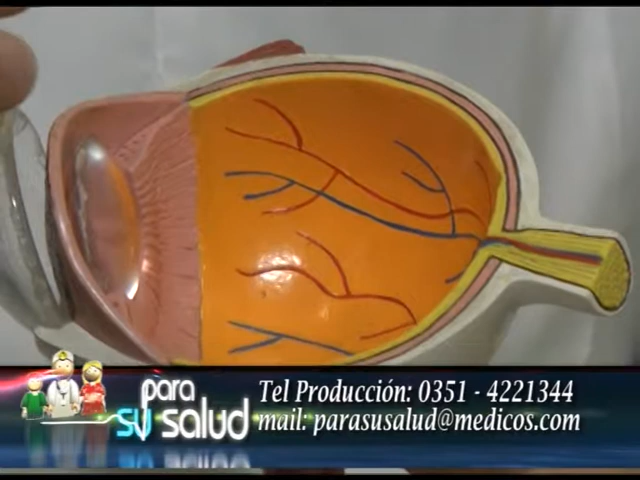 para
su salud
Tel Producción: 0351 - 4221344
mail: parasusalud@medicos.com